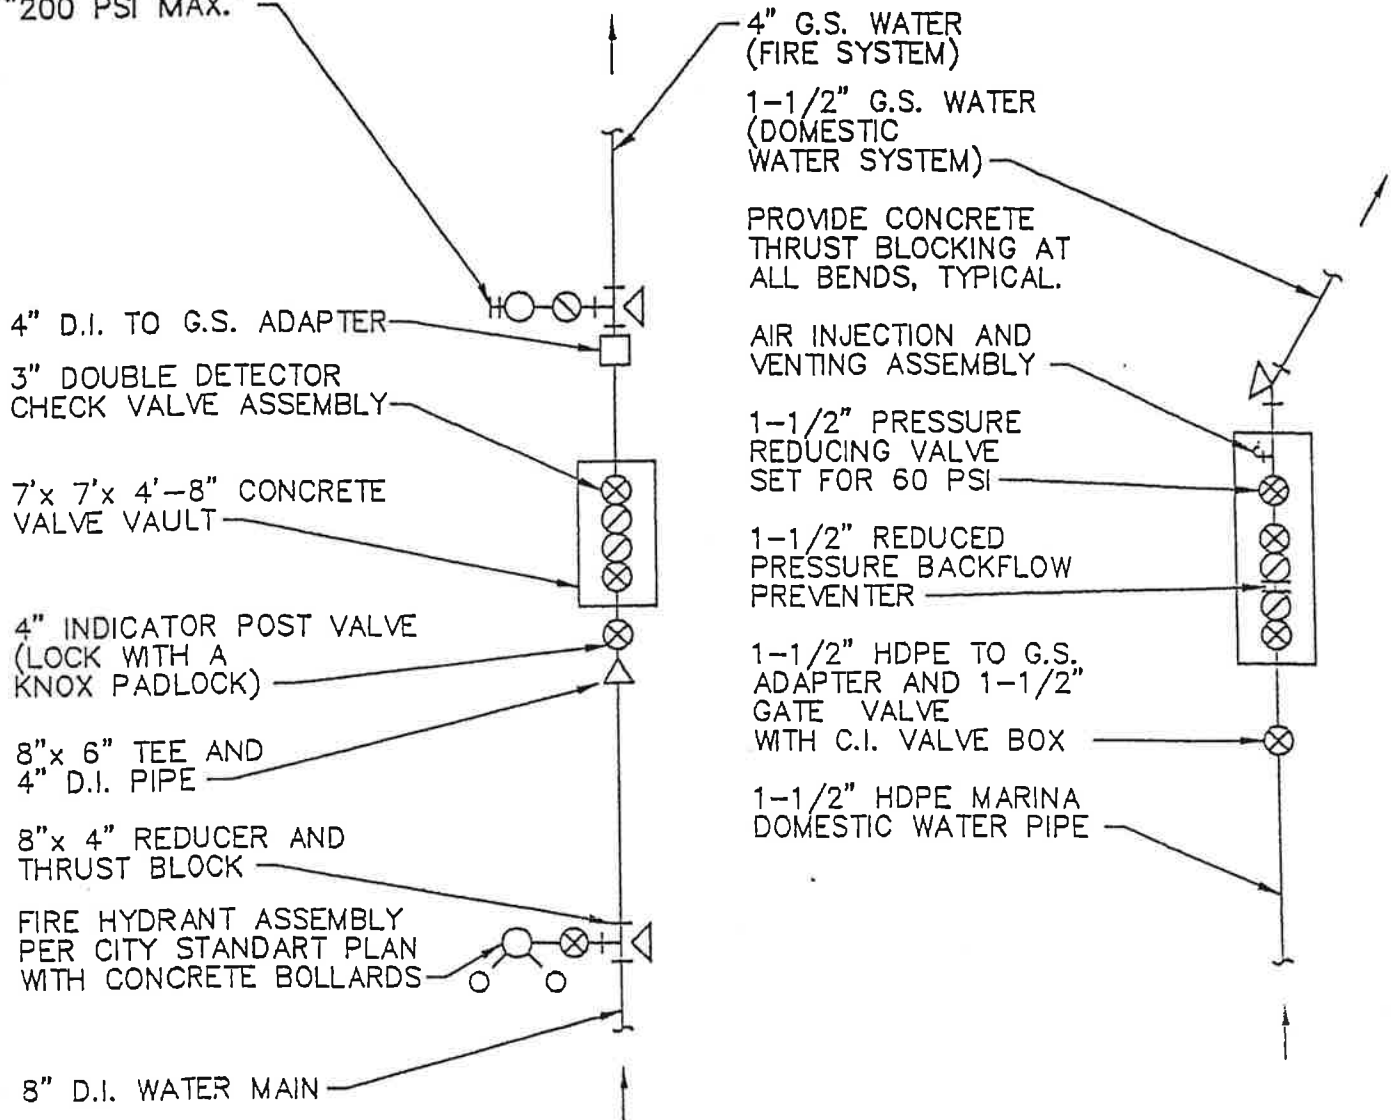 "200 PSI MAX.
4" D.I. TO G.S. ADAPTER
3" DOUBLE DETECTOR
CHECK VALVE ASSEMBLY
7'x 7'x 4'-8" CONCRETE
VALVE VAULT
4" INDICATOR POST VALVE
(LOCK WITH A
KNOX PADLOCK)
8"x 6" TEE AND
4" D.I. PIPE
8"x 4" REDUCER AND
THRUST BLOCK
FIRE HYDRANT ASSEMBLY
PER CITY STANDART PLAN
WITH CONCRETE BOLLARDS
8" D.I. WATER MAIN
4" G.S. WATER
(FIRE SYSTEM)
1-1/2" G.S. WATER
(DOMESTIC
WATER SYSTEM)
PROVIDE CONCRETE
THRUST BLOCKING AT
ALL BENDS, TYPICAL.
AIR INJECTION AND
VENTING ASSEMBLY
1-1/2" PRESSURE
REDUCING VALVE
SET FOR 60 PSI
1-1/2" REDUCED
PRESSURE BACKFLOW
PREVENTER
1-1/2" HDPE TO G.S.
ADAPTER AND 1-1/2"
GATE VALVE
WITH C.I. VALVE BOX
1-1/2" HDPE MARINA
DOMESTIC WATER PIPE